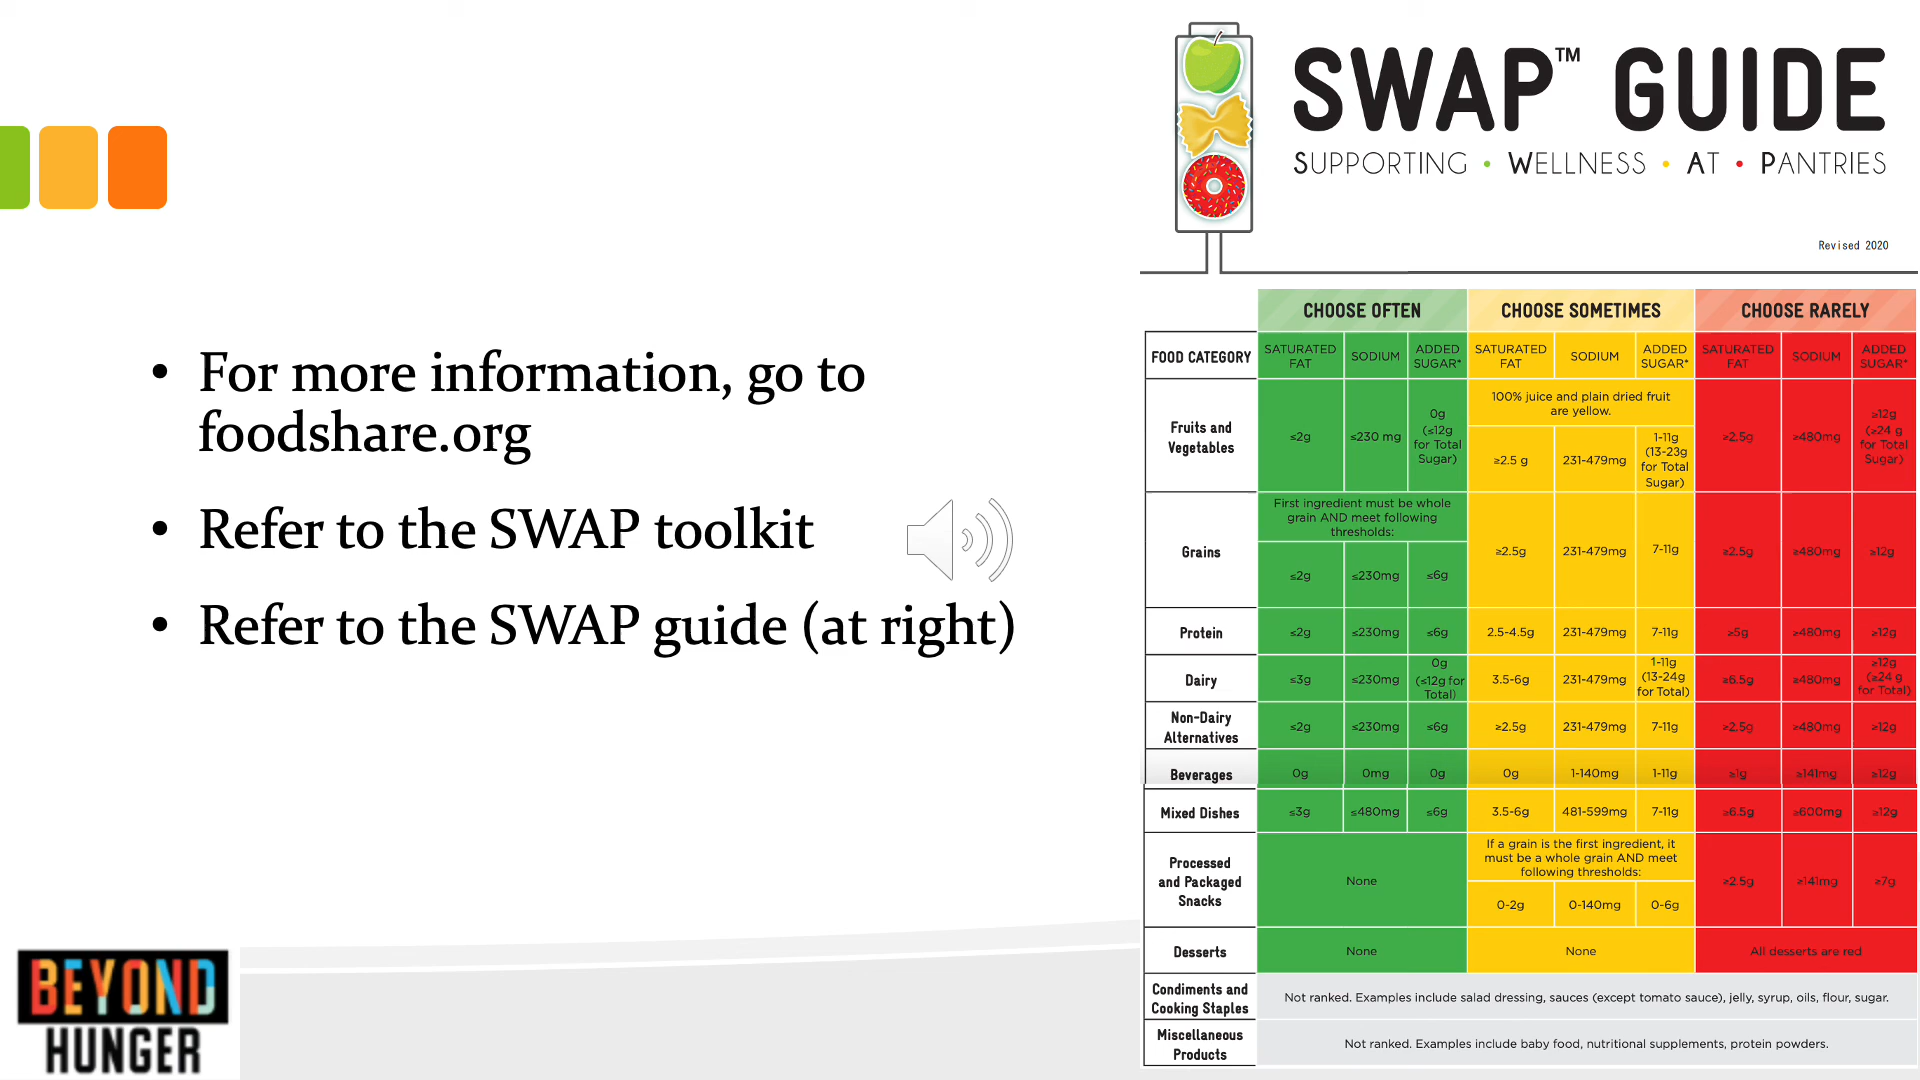 SWAP™ GUIDE
SUPPORTING • WELLNESS • AT • PANTRIES
Revised 2020
• For more information, go to
foodshare.org
• Refer to the SWAP toolkit
• Refer to the SWAP guide (at right)
CHOOSE OFTEN CHOOSE SOMETIMES CHOOSE RARELY
FOOD CATEGORY SATURATED FAT SODIUM ADDED SUGAR* SATURATED FAT SODIUM ADDED SUGAR* SATURATED FAT SODIUM ADDED SUGAR*
Fruits and
Vegetables
≤2g ≤230 mg
0g
(≤12g
for Total
Sugar)
100% juice and plain dried fruit
are yellow.
≥2.5 g 231-479mg
1-11g
(13-23g
for Total
Sugar)
≥2.5g ≥480mg
≥12g
(≥24 g
for Total
Sugar)
Grains
First ingredient must be whole
grain AND meet following
thresholds:
≤2g ≤230mg ≤6g
≥2.5g 231-479mg 7-11g
≥2.5g ≥480mg ≥12g
Protein ≤2g ≤230mg ≤6g 2.5-4.5g 231-479mg 7-11g ≥5g ≥480mg ≥12g
Dairy ≤3g ≤230mg
0g
(≤12g for
Total)
3.5-6g 231-479mg
1-11g
(13-24g
for Total)
≥6.5g ≥480mg
≥12g
(≥24 g
for Total)
Non-Dairy
Alternatives
≤2g ≤230mg ≤6g ≥2.5g 231-479mg 7-11g ≥2.5g ≥480mg ≥12g
Beverages 0g 0mg 0g 0g 1-140mg 1-11g ≥1g ≥141mg ≥12g
Mixed Dishes ≤3g ≤480mg ≤6g 3.5-6g 481-599mg 7-11g ≥6.5g ≥600mg ≥12g
Processed
and Packaged
Snacks
None
If a grain is the first ingredient, it
must be a whole grain AND meet
following thresholds:
0-2g 0-140mg 0-6g
≥2.5g ≥141mg ≥7g
Desserts None None All desserts are red
Condiments and
Cooking Staples
Not ranked. Examples include salad dressing, sauces (except tomato sauce), jelly, syrup, oils, flour, sugar.
Miscellaneous
Products
Not ranked. Examples include baby food, nutritional supplements, protein powders.
BEYOND
HUNGER